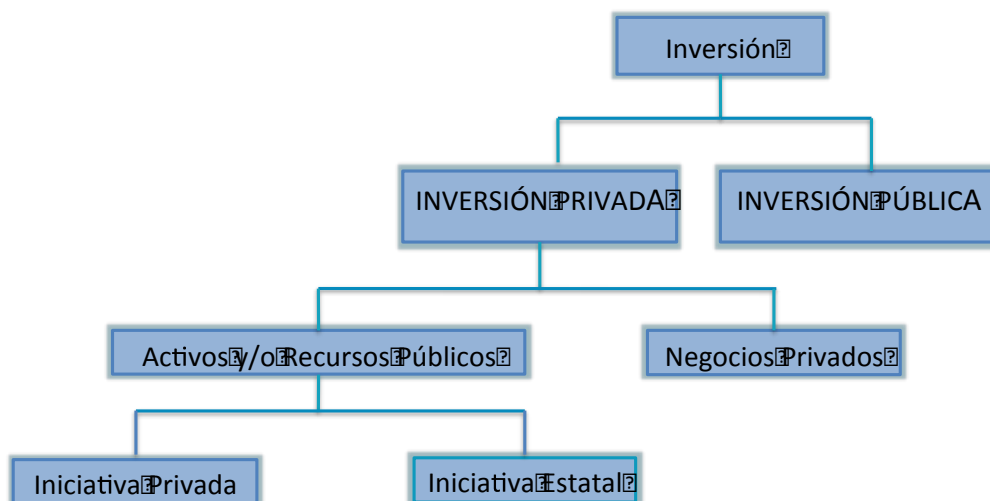 Inversión
INVERSIÓN PRIVADA
INVERSIÓN PÚBLICA
Activos y/o Recursos Públicos
Negocios Privados
Iniciativa Privada
Iniciativa Estatal